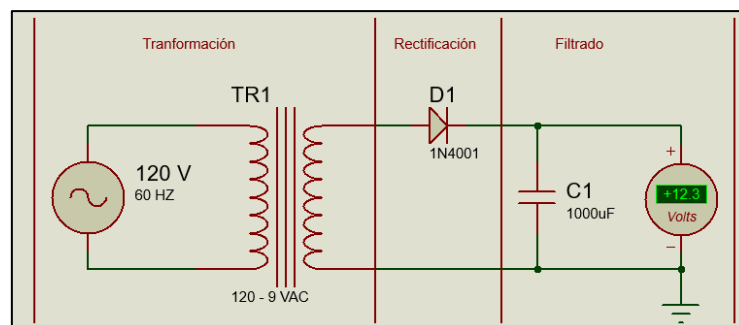 Tranformación
Rectificación
Filtrado
TR1
D1
1N4001
120 V
60 HZ
C1
1000uF
+12.3
Volts
120 - 9 VAC